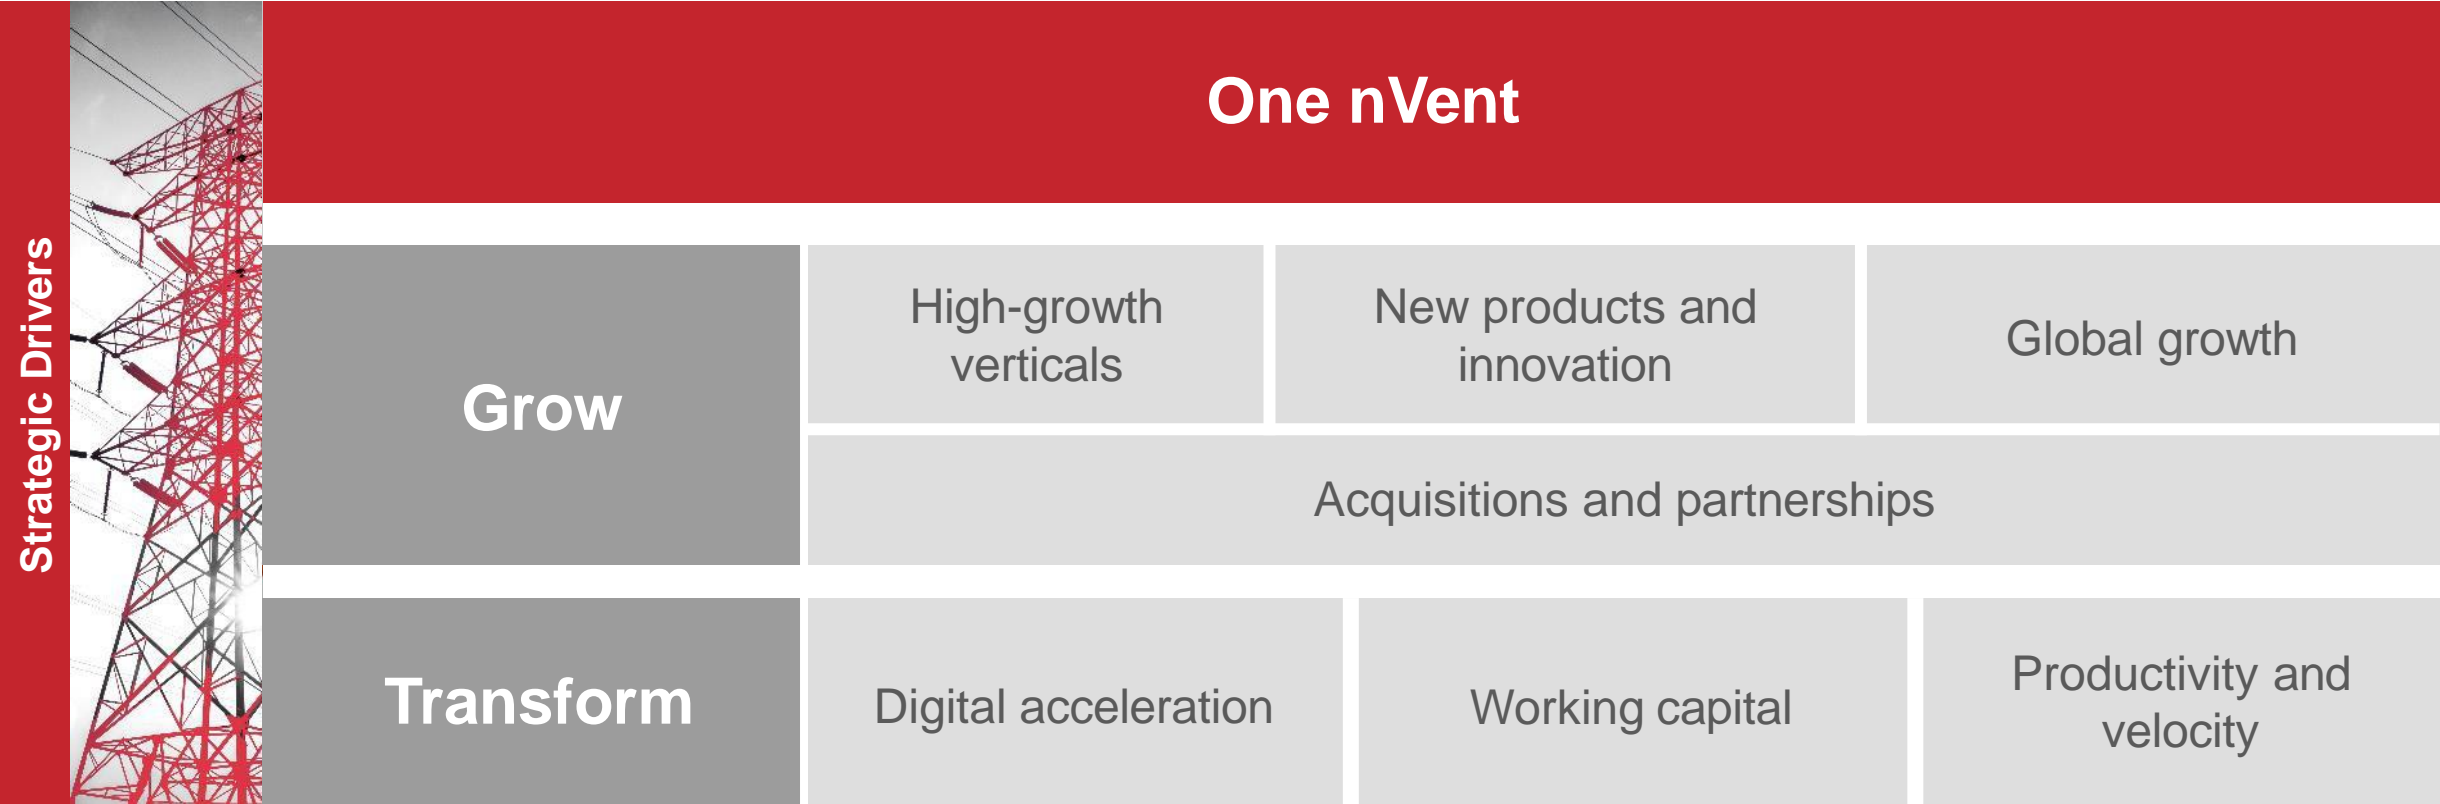 Strategic Drivers
One nVent
Grow
High-growth
verticals
New products and
innovation
Global growth
Acquisitions and partnerships
Transform
Digital acceleration
Working capital
Productivity and
velocity